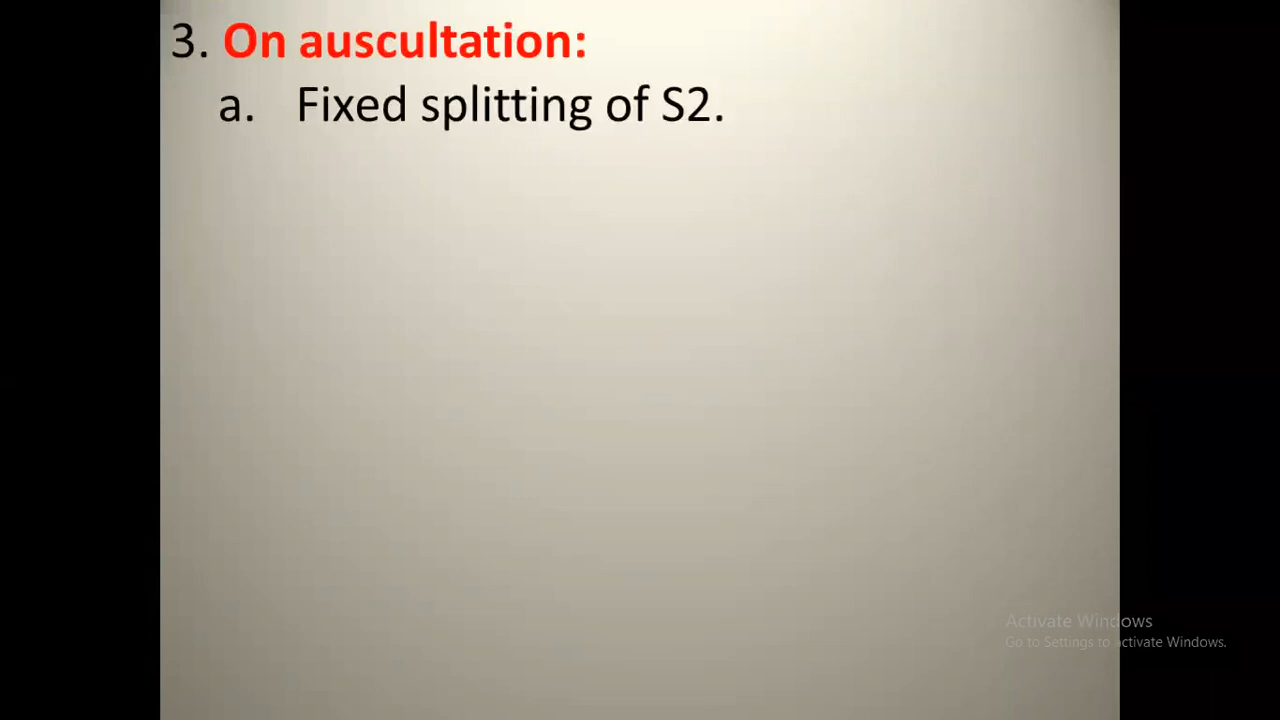 3. On auscultation:
a. Fixed splitting of S2.
Activate Windows
Go to Settings to activate Windows.